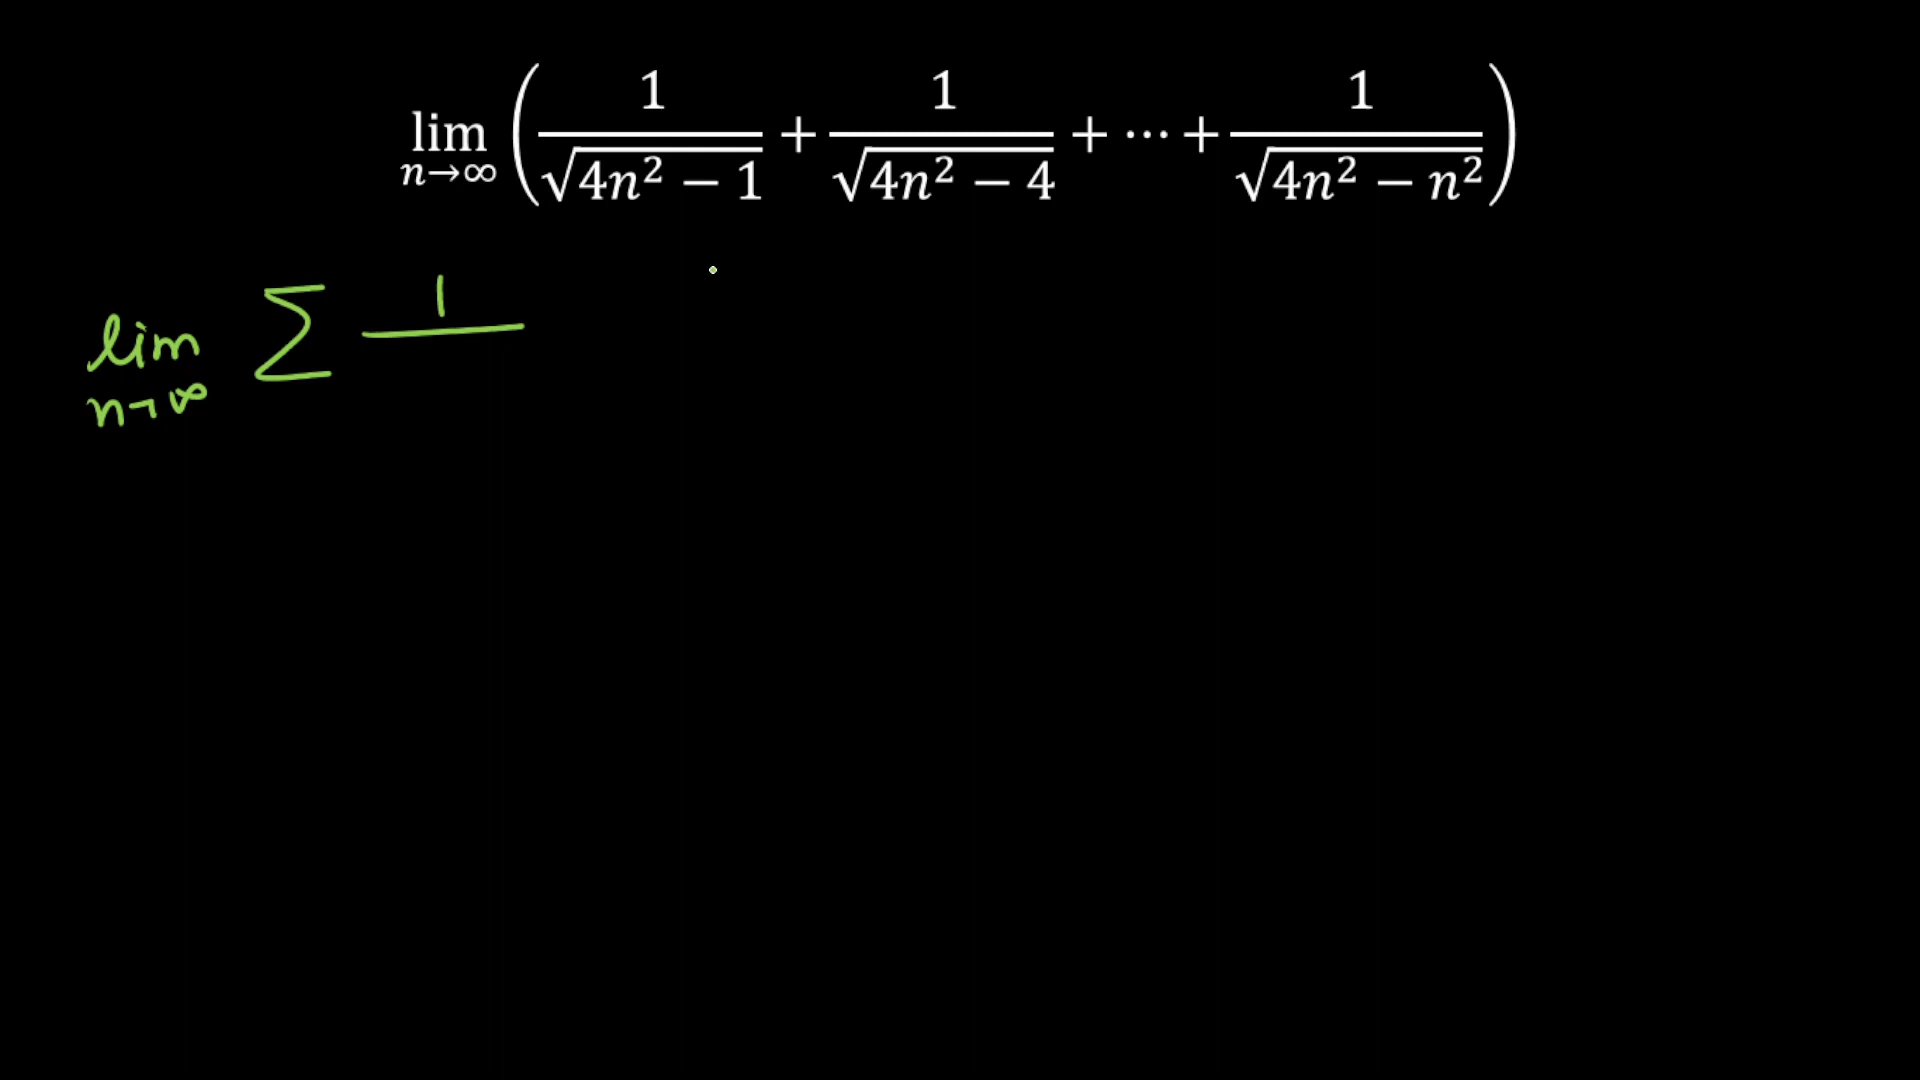 lim n→∞ ( 1/√(4n² − 1) + 1/√(4n² − 4) + ⋯ + 1/√(4n² − n²) )
lim n→∞ Σ 1/